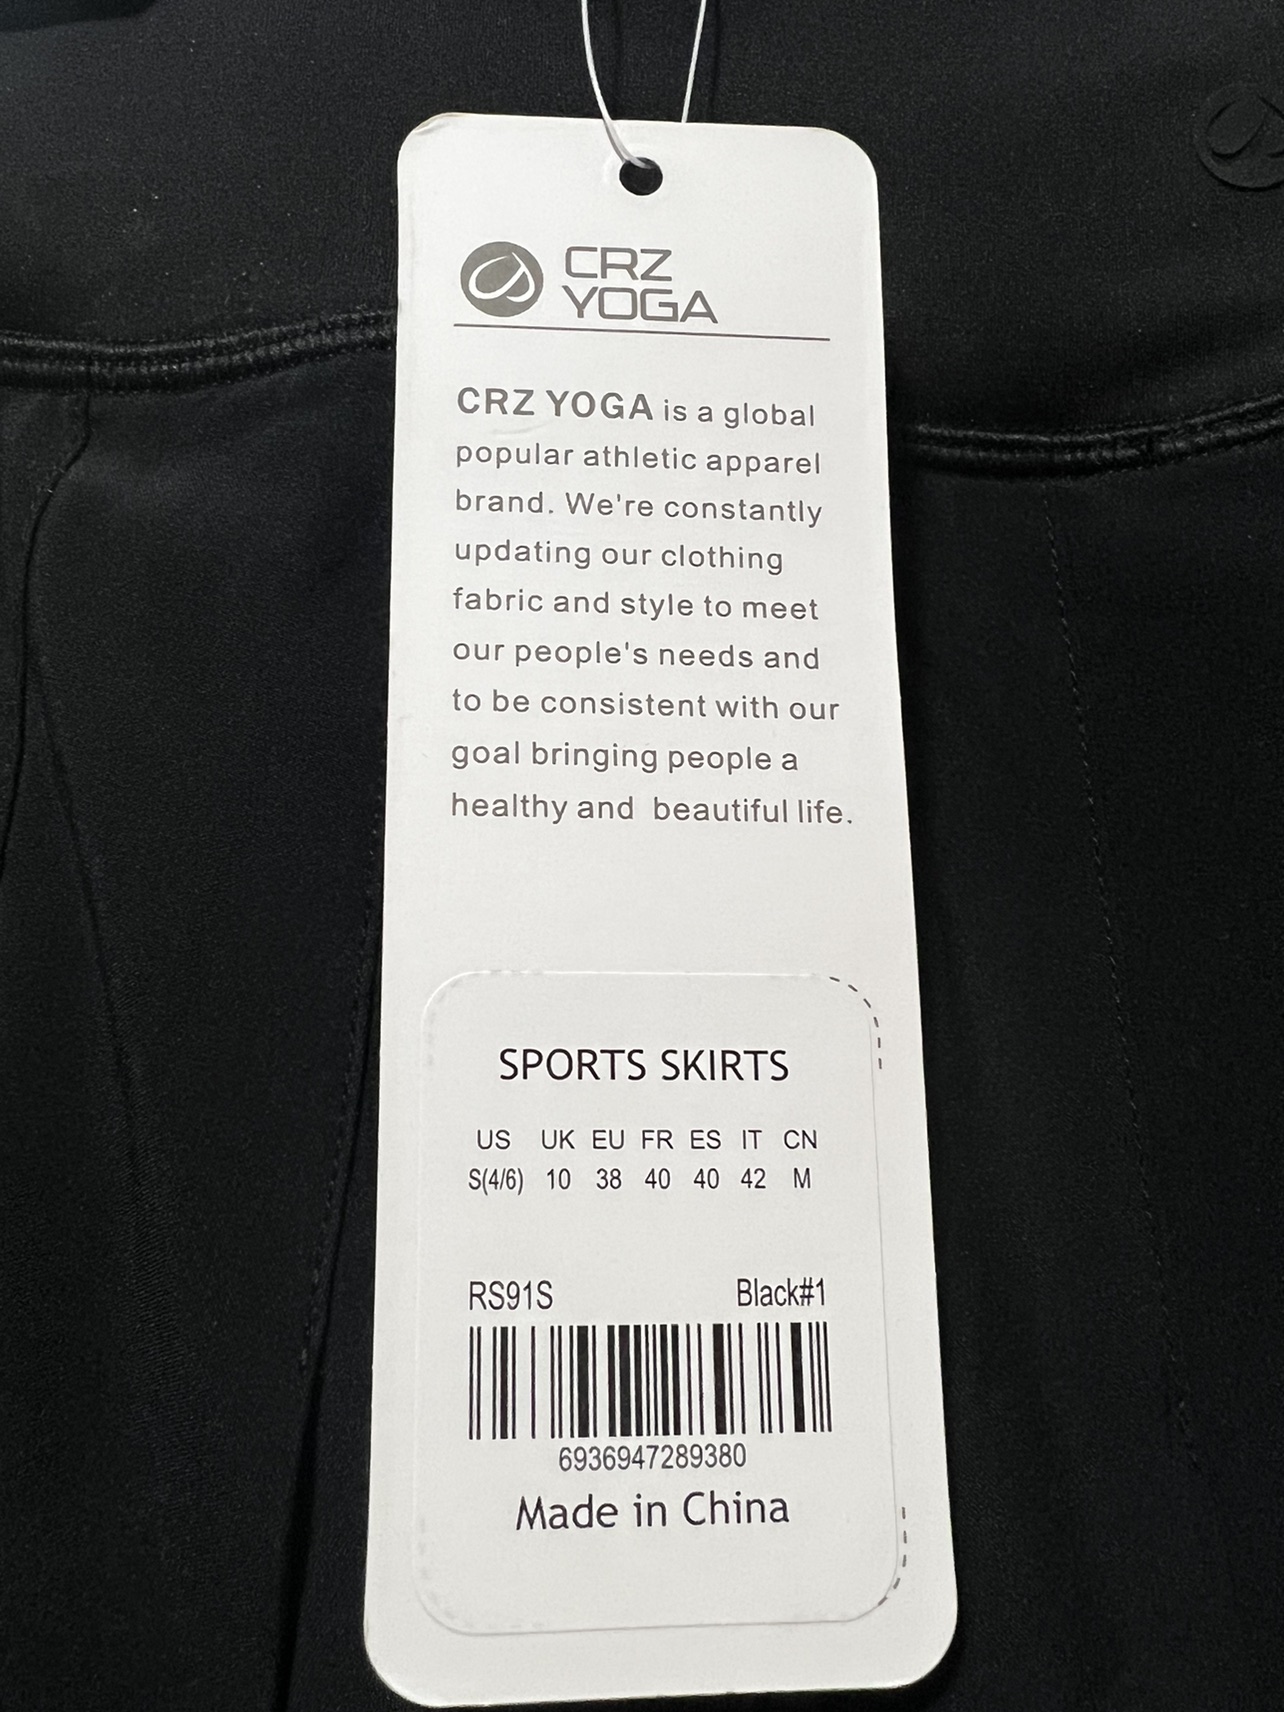 CRZ
YOGA
CRZ YOGA is a global
popular athletic apparel
brand. We're constantly
updating our clothing
fabric and style to meet
our people's needs and
to be consistent with our
goal bringing people a
healthy and beautiful life.
SPORTS SKIRTS
US UK EU FR ES IT CN
S(4/6) 10 38 40 40 42 M
RS91S Black#1
6936947289380
Made in China